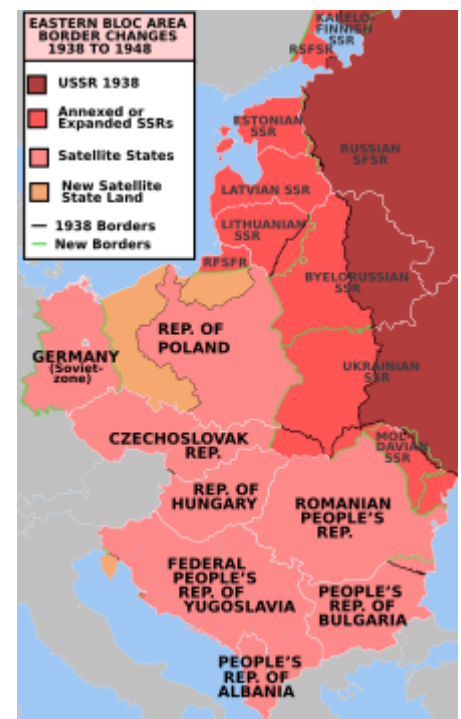 EASTERN BLOC AREA
BORDER CHANGES
1938 TO 1948
USSR 1938
Annexed or
Expanded SSRs
Satellite States
New Satellite
State Land
1938 Borders
New Borders
KARELO-
FINNISH
SSR
RSFSR
ESTONIAN
SSR
RUSSIAN
SFSR
LATVIAN SSR
LITHUANIAN
SSR
RFSFR
BYELORUSSIAN
SSR
REP. OF
POLAND
GERMANY
(Soviet-
zone)
UKRAINIAN
SSR
MOL-
DAVIAN
SSR
CZECHOSLOVAK
REP.
REP. OF
HUNGARY
ROMANIAN
PEOPLE'S
REP.
FEDERAL
PEOPLE'S
REP. OF
YUGOSLAVIA
PEOPLE'S
REP. OF
BULGARIA
PEOPLE'S
REP. OF
ALBANIA